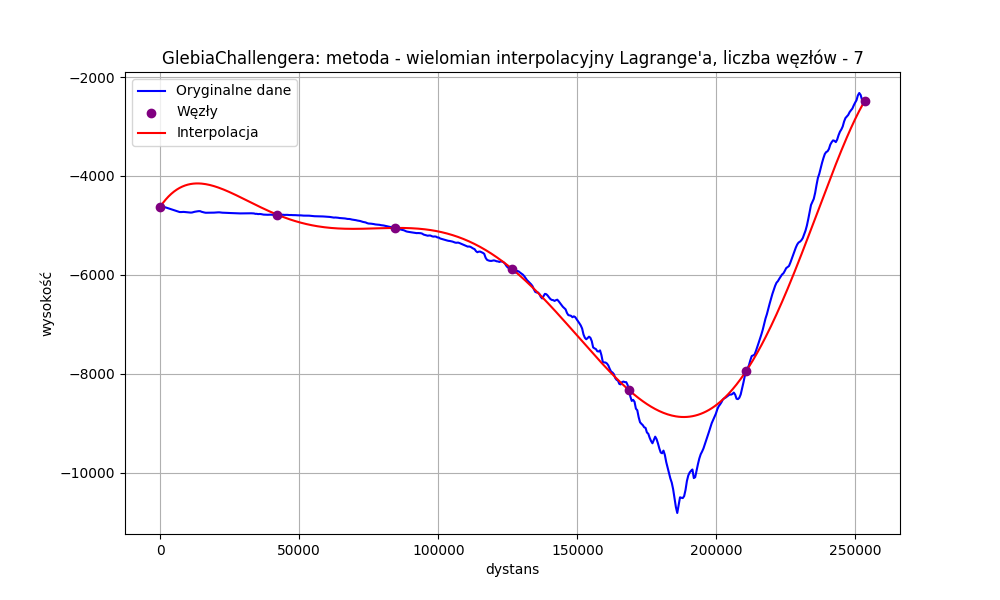 GlebiaChallengera: metoda - wielomian interpolacyjny Lagrange'a, liczba węzłów - 7
−2000
Oryginalne dane
Węzły
Interpolacja
−4000
−6000
−8000
−10000
wysokość
0
50000
100000
150000
200000
250000
dystans